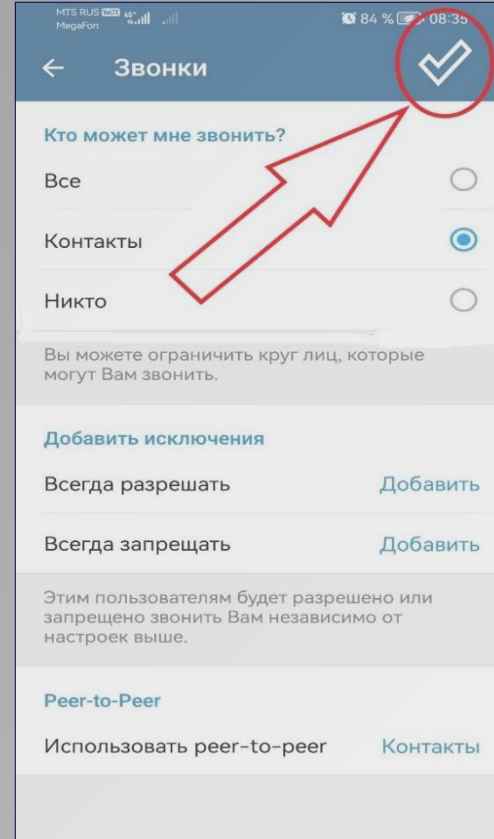 MTS RUS VoLTE 4G+
MegaFon
84 % 08:35
Звонки
Кто может мне звонить?
Все
Контакты
Никто
Вы можете ограничить круг лиц, которые
могут Вам звонить.
Добавить исключения
Всегда разрешать Добавить
Всегда запрещать Добавить
Этим пользователям будет разрешено или
запрещено звонить Вам независимо от
настроек выше.
Peer-to-Peer
Использовать peer-to-peer Контакты